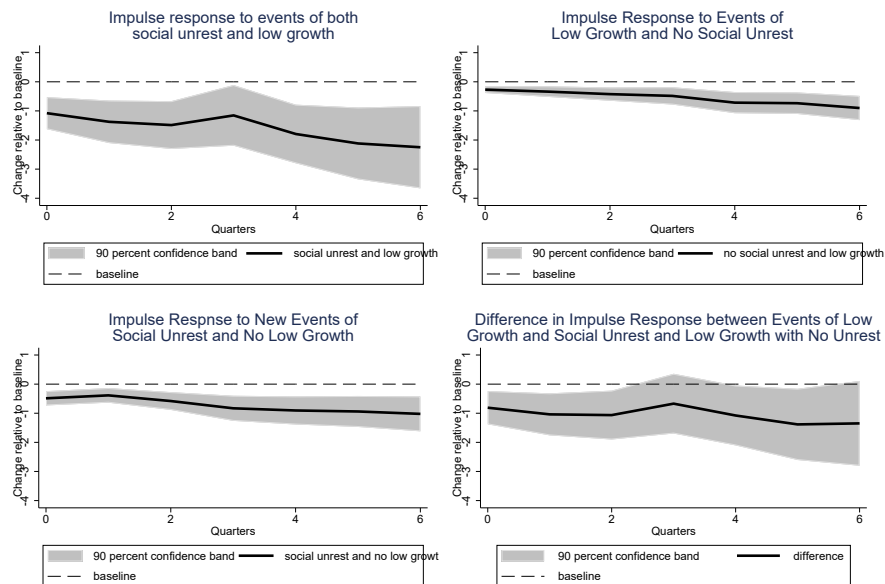 Impulse response to events of both
social unrest and low growth
Change relative to baseline
1
0
-1
-2
-3
-4
0 2 4 6
Quarters
90 percent confidence band social unrest and low growth
baseline
Impulse Response to Events of
Low Growth and No Social Unrest
Change relative to baseline
1
0
-1
-2
-3
-4
0 2 4 6
Quarters
90 percent confidence band no social unrest and low growth
baseline
Impulse Respnse to New Events of
Social Unrest and No Low Growth
Change relative to baseline
1
0
-1
-2
-3
-4
0 2 4 6
Quarters
90 percent confidence band social unrest and no low growt
baseline
Difference in Impulse Response between Events of Low
Growth and Social Unrest and Low Growth with No Unrest
Change relative to baseline
1
0
-1
-2
-3
-4
0 2 4 6
Quarters
90 percent confidence band difference
baseline